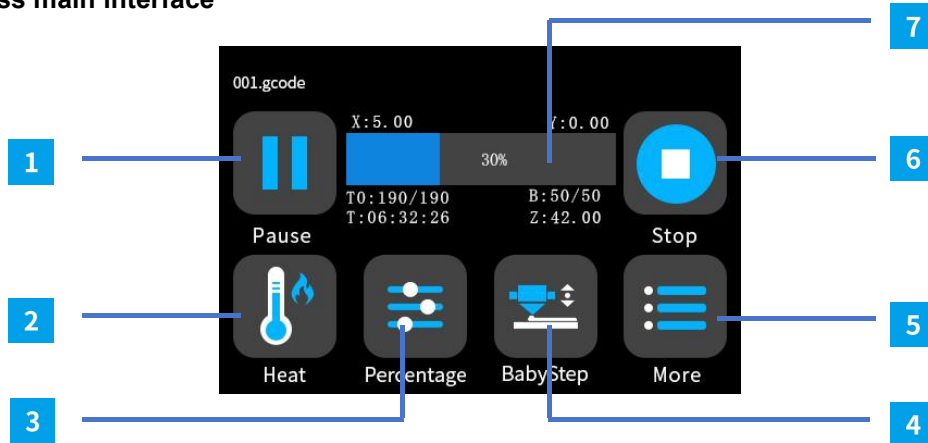 ss main interface
7
001.gcode
X:5.00 Y:0.00
1
30%
6
T0:190/190 B:50/50
T:06:32:26 Z:42.00
Pause Stop
2
5
Heat Percentage BabyStep More
3
4